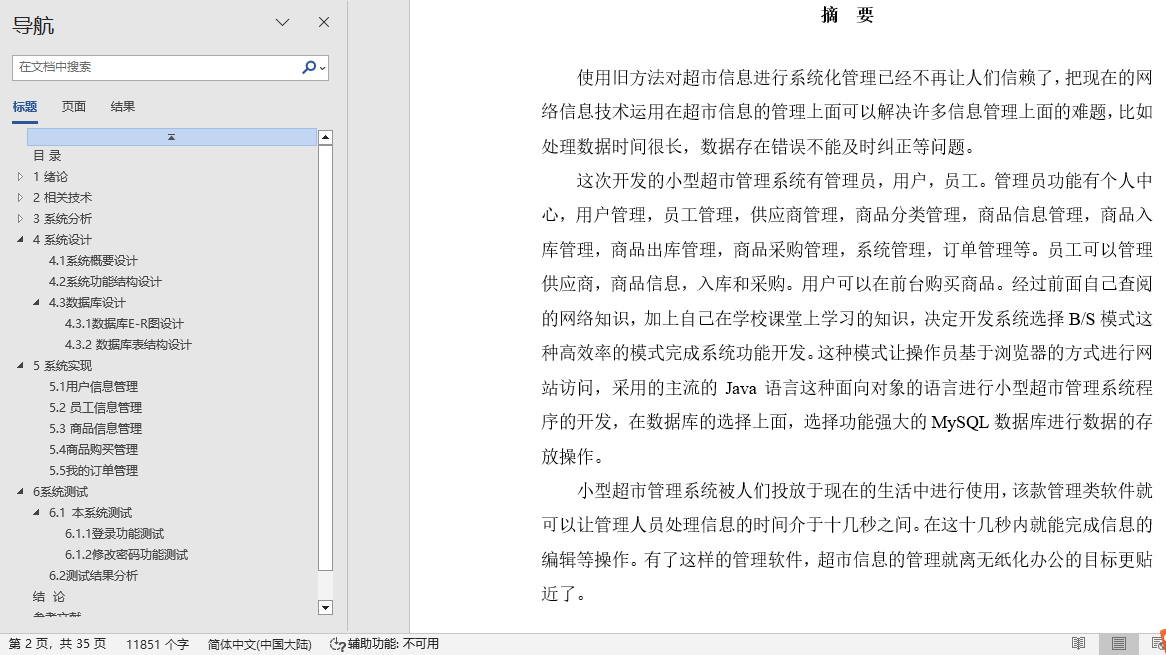 导航
在文档中搜索
标题 页面 结果
目 录
1 绪论
2 相关技术
3 系统分析
4 系统设计
4.1系统概要设计
4.2系统功能结构设计
4.3数据库设计
4.3.1数据库E-R图设计
4.3.2 数据库表结构设计
5 系统实现
5.1用户信息管理
5.2 员工信息管理
5.3 商品信息管理
5.4商品购买管理
5.5我的订单管理
6系统测试
6.1 本系统测试
6.1.1登录功能测试
6.1.2修改密码功能测试
6.2测试结果分析
结 论
参考文献
摘 要
使用旧方法对超市信息进行系统化管理已经不再让人们信赖了，把现在的网
络信息技术运用在超市信息的管理上面可以解决许多信息管理上面的难题，比如
处理数据时间很长，数据存在错误不能及时纠正等问题。
这次开发的小型超市管理系统有管理员，用户，员工。管理员功能有个人中
心，用户管理，员工管理，供应商管理，商品分类管理，商品信息管理，商品入
库管理，商品出库管理，商品采购管理，系统管理，订单管理等。员工可以管理
供应商，商品信息，入库和采购。用户可以在前台购买商品。经过前面自己查阅
的网络知识，加上自己在学校课堂上学习的知识，决定开发系统选择 B/S 模式这
种高效率的模式完成系统功能开发。这种模式让操作员基于浏览器的方式进行网
站访问，采用的主流的 Java 语言这种面向对象的语言进行小型超市管理系统程
序的开发，在数据库的选择上面，选择功能强大的 MySQL 数据库进行数据的存
放操作。
小型超市管理系统被人们投放于现在的生活中进行使用，该款管理类软件就
可以让管理人员处理信息的时间介于十几秒之间。在这十几秒内就能完成信息的
编辑等操作。有了这样的管理软件，超市信息的管理就离无纸化办公的目标更贴
近了。
第 2 页，共 35 页 11851 个字 简体中文(中国大陆) 辅助功能: 不可用